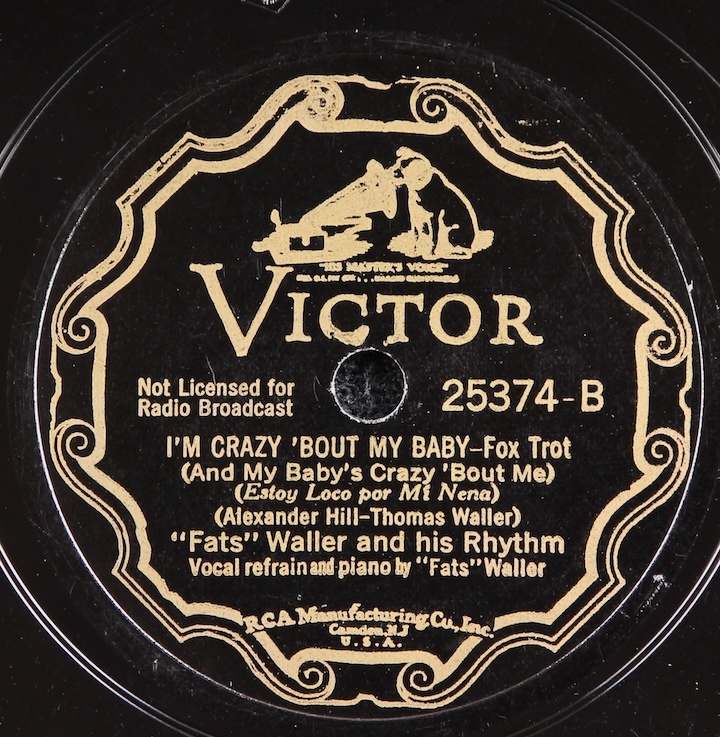 "HIS MASTER'S VOICE"
VICTOR
Not Licensed for
Radio Broadcast
25374-B
I'M CRAZY 'BOUT MY BABY–Fox Trot
(And My Baby's Crazy 'Bout Me)
(Estoy Loco por Mi Nena)
(Alexander Hill–Thomas Waller)
"Fats" Waller and his Rhythm
Vocal refrain and piano by "Fats" Waller
RCA Manufacturing Co., Inc.
Camden, N.J.
U. S. A.